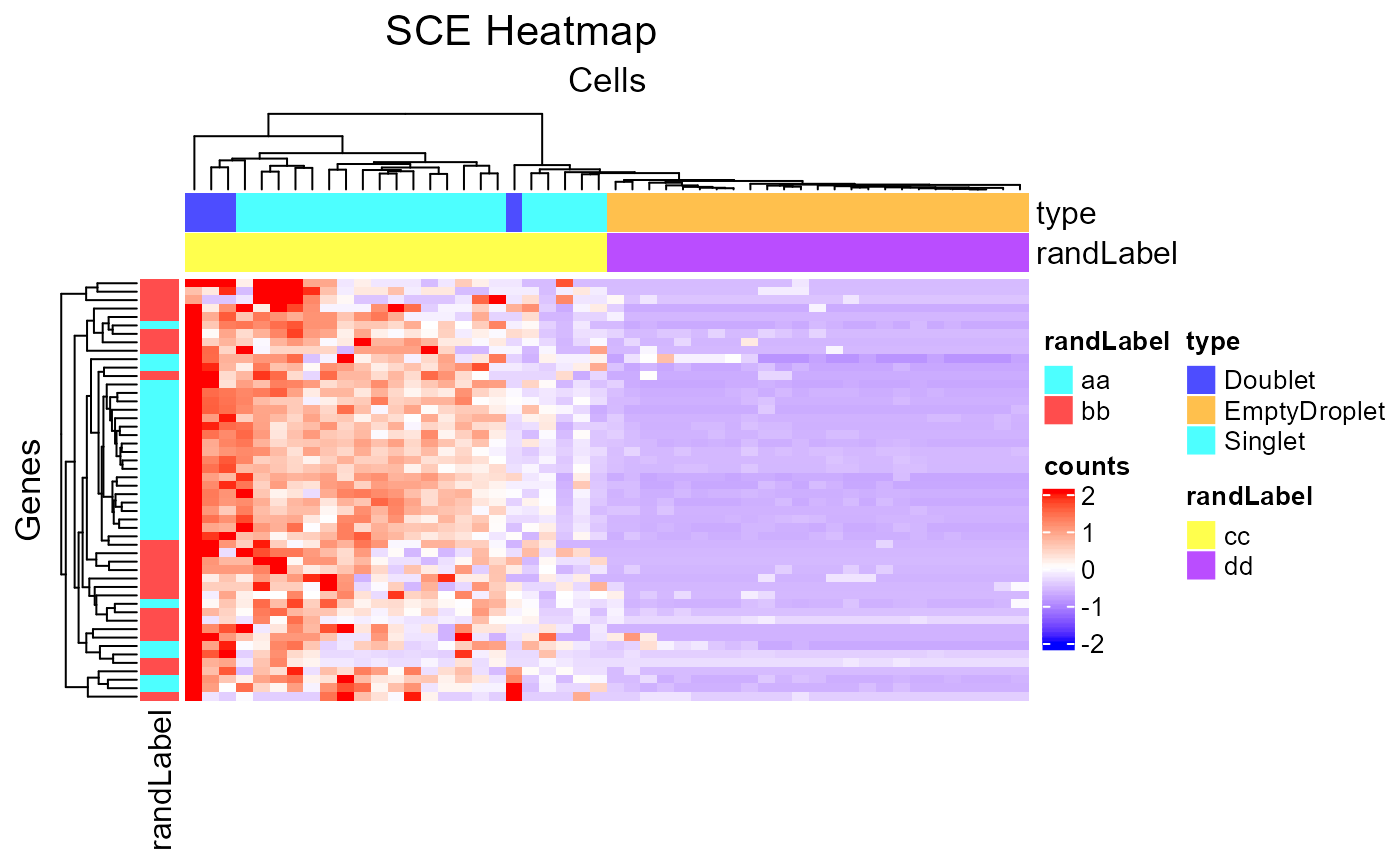 SCE Heatmap
Cells
type
randLabel
Genes
randLabel
randLabel
aa
bb
counts
2
1
0
-1
-2
type
Doublet
EmptyDroplet
Singlet
randLabel
cc
dd